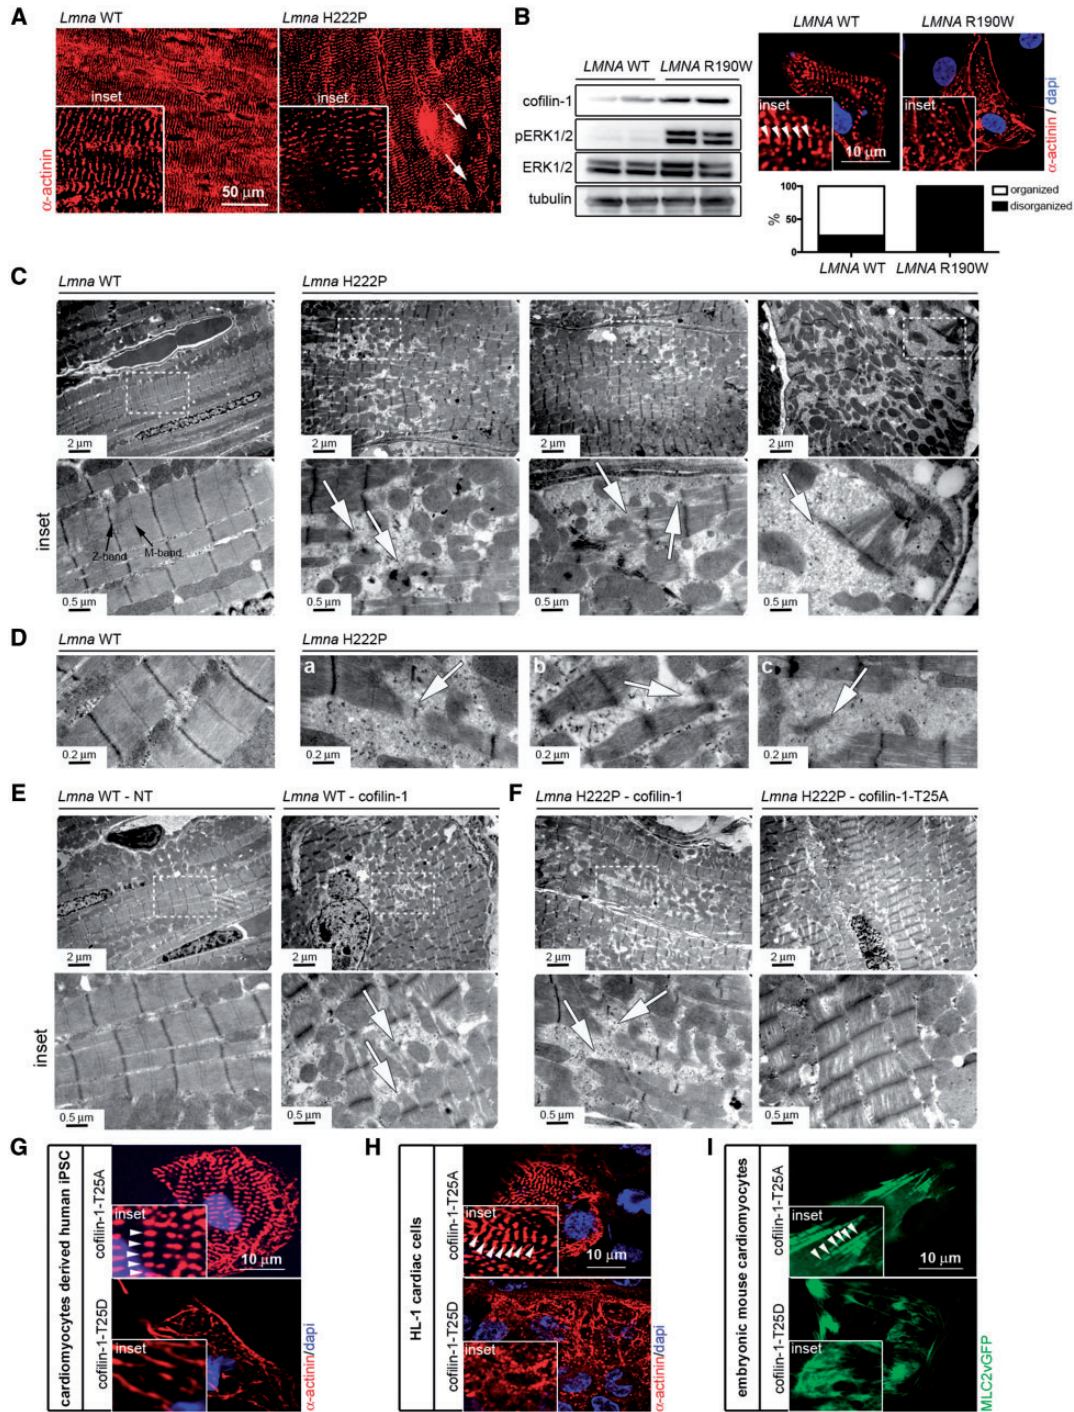 A
Lmna WT
Lmna H222P
inset
inset
50 µm
α-actinin
B
LMNA WT LMNA R190W
cofilin-1
pERK1/2
ERK1/2
tubulin
LMNA WT
LMNA R190W
inset
inset
10 µm
α-actinin / dapi
100
50
0
%
organized
disorganized
LMNA WT LMNA R190W
C
Lmna WT
Lmna H222P
2 µm
2 µm
2 µm
2 µm
inset
Z-band
M-band
0.5 µm
0.5 µm
0.5 µm
0.5 µm
D
Lmna WT
Lmna H222P
a
b
c
0.2 µm
0.2 µm
0.2 µm
0.2 µm
E
Lmna WT - NT
Lmna WT - cofilin-1
F
Lmna H222P - cofilin-1
Lmna H222P - cofilin-1-T25A
2 µm
2 µm
2 µm
2 µm
inset
0.5 µm
0.5 µm
0.5 µm
0.5 µm
G
cardiomyocytes derived human iPSC
cofilin-1-T25A
inset
10 µm
cofilin-1-T25D
inset
α-actinin/dapi
H
HL-1 cardiac cells
cofilin-1-T25A
inset
10 µm
cofilin-1-T25D
inset
α-actinin/dapi
I
embryonic mouse cardiomyocytes
cofilin-1-T25A
inset
10 µm
cofilin-1-T25D
inset
MLC2vGFP